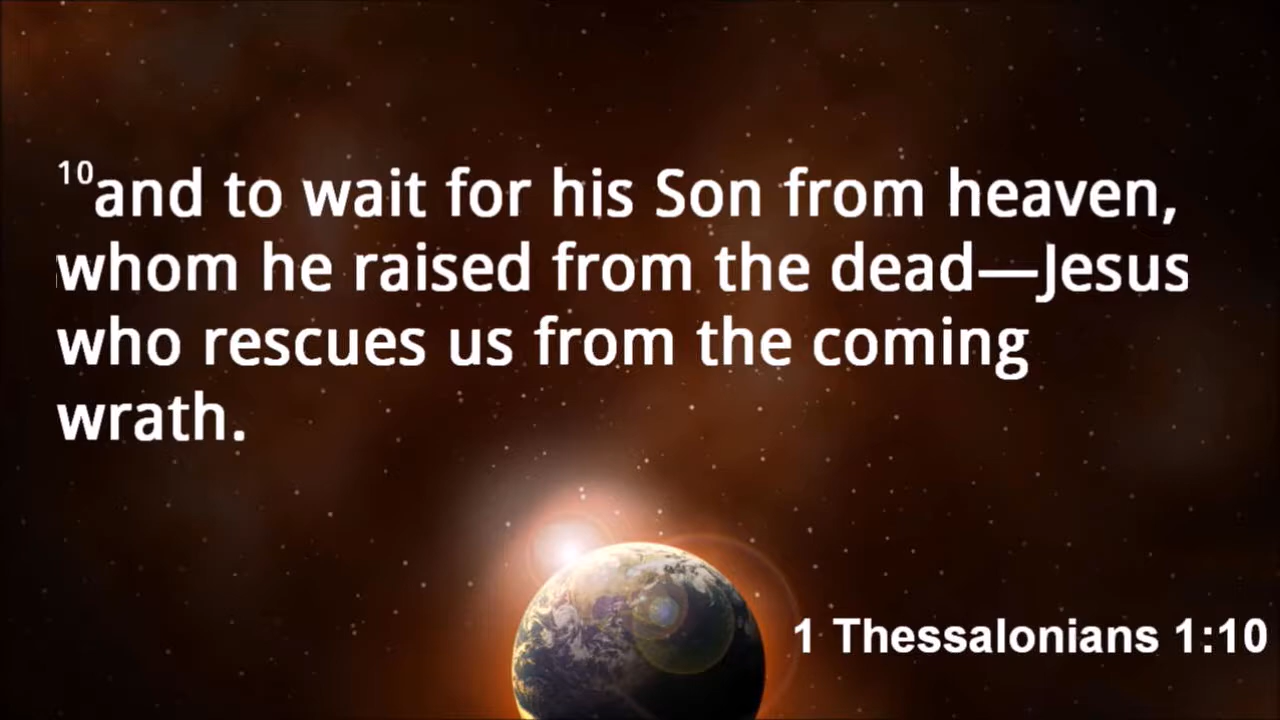 10and to wait for his Son from heaven,
whom he raised from the dead—Jesus
who rescues us from the coming
wrath.
1 Thessalonians 1:10